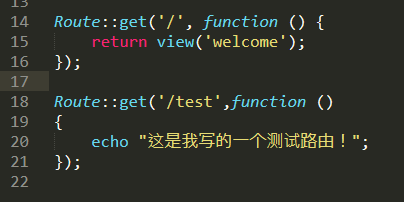 13
14 Route::get('/', function () {
15     return view('welcome');
16 });
17
18 Route::get('/test',function ()
19 {
20     echo "这是我写的一个测试路由！";
21 });
22